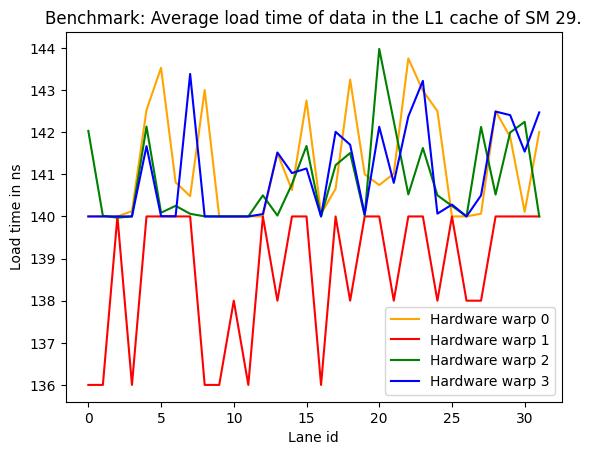 Benchmark: Average load time of data in the L1 cache of SM 29.
Load time in ns
144
143
142
141
140
139
138
137
136
Hardware warp 0
Hardware warp 1
Hardware warp 2
Hardware warp 3
0 5 10 15 20 25 30
Lane id